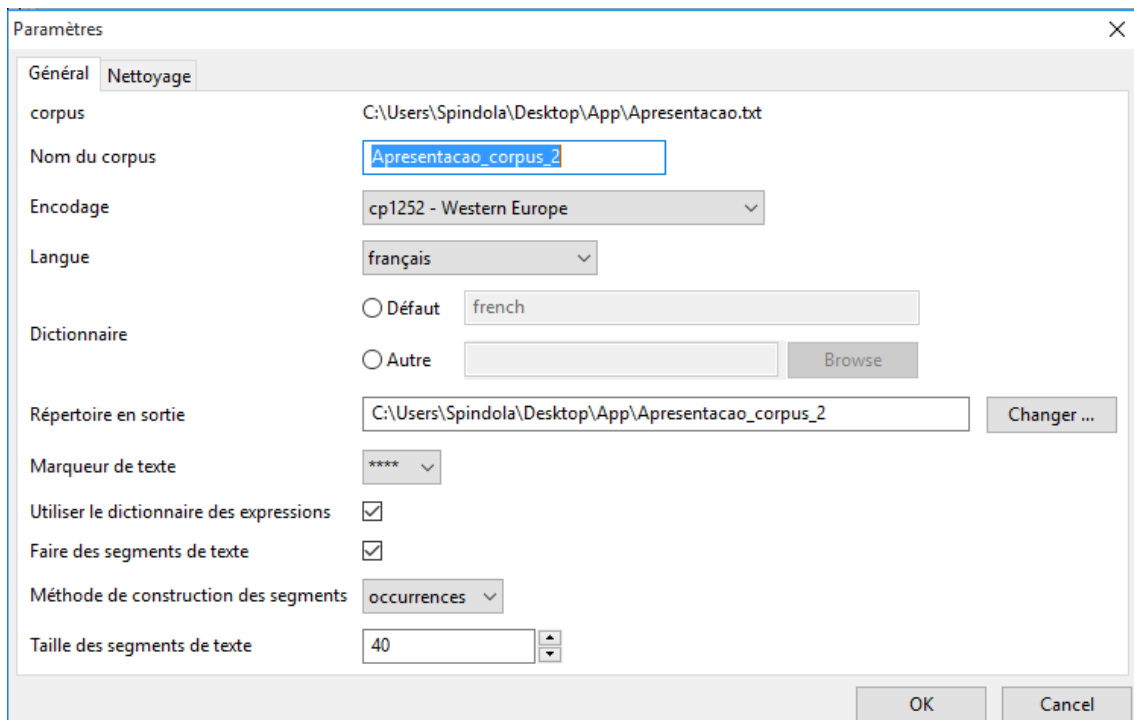 Paramètres
Général Nettoyage
corpus C:\Users\Spindola\Desktop\App\Apresentacao.txt
Nom du corpus Apresentacao_corpus_2
Encodage cp1252 - Western Europe
Langue français
Dictionnaire
Défaut french
Autre Browse
Répertoire en sortie C:\Users\Spindola\Desktop\App\Apresentacao_corpus_2 Changer ...
Marqueur de texte ****
Utiliser le dictionnaire des expressions
Faire des segments de texte
Méthode de construction des segments occurrences
Taille des segments de texte 40
OK Cancel